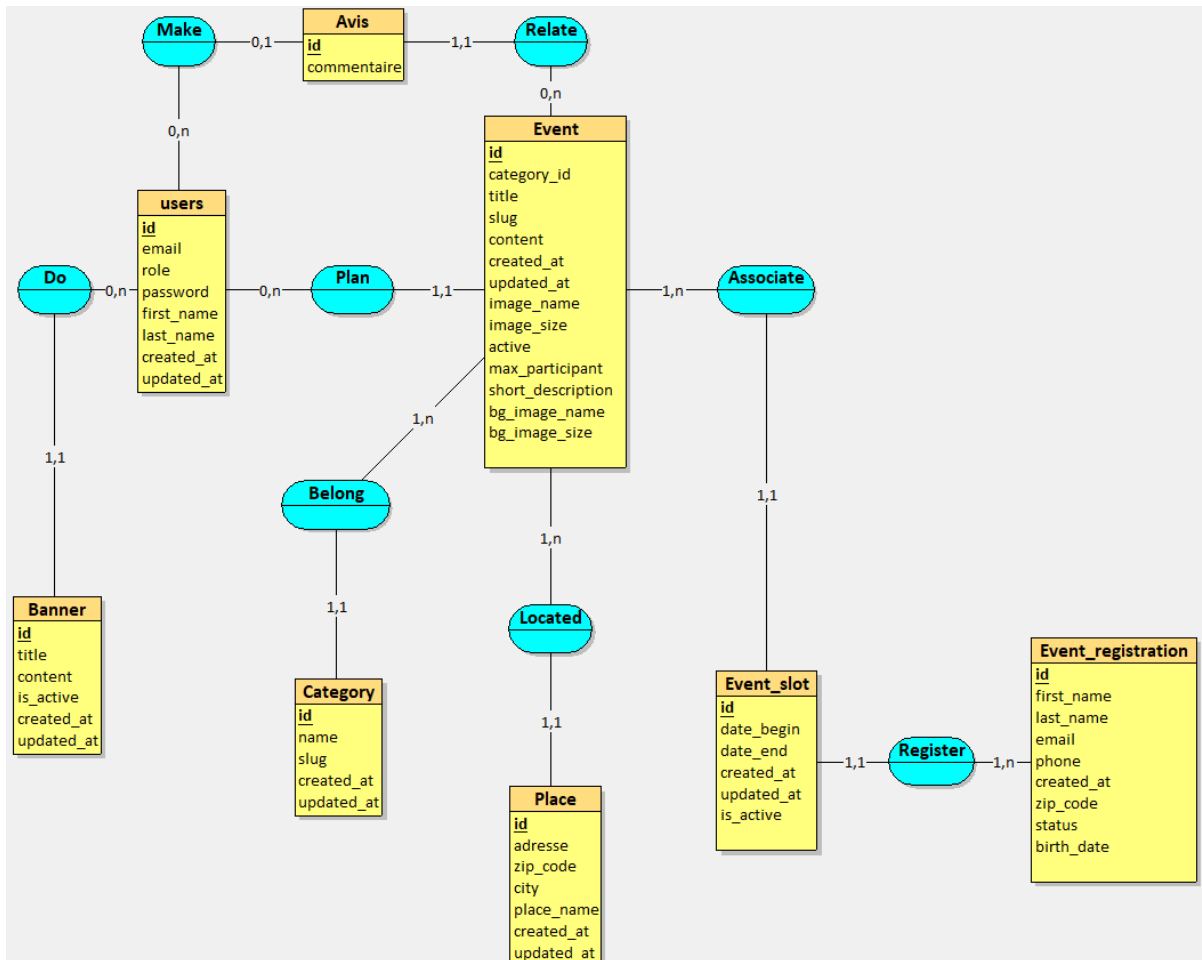 Make
0,1
Avis
id
commentaire
1,1
Relate
0,n
0,n
users
id
email
role
password
first_name
last_name
created_at
updated_at
Do
0,n
0,n
Plan
1,1
Event
id
category_id
title
slug
content
created_at
updated_at
image_name
image_size
active
max_participant
short_description
bg_image_name
bg_image_size
1,n
Associate
1,1
1,n
Belong
1,1
1,n
Located
1,1
1,1
Banner
id
title
content
is_active
created_at
updated_at
Category
id
name
slug
created_at
updated_at
Place
id
adresse
zip_code
city
place_name
created_at
updated_at
Event_slot
id
date_begin
date_end
created_at
updated_at
is_active
1,1
Register
1,n
Event_registration
id
first_name
last_name
email
phone
created_at
zip_code
status
birth_date